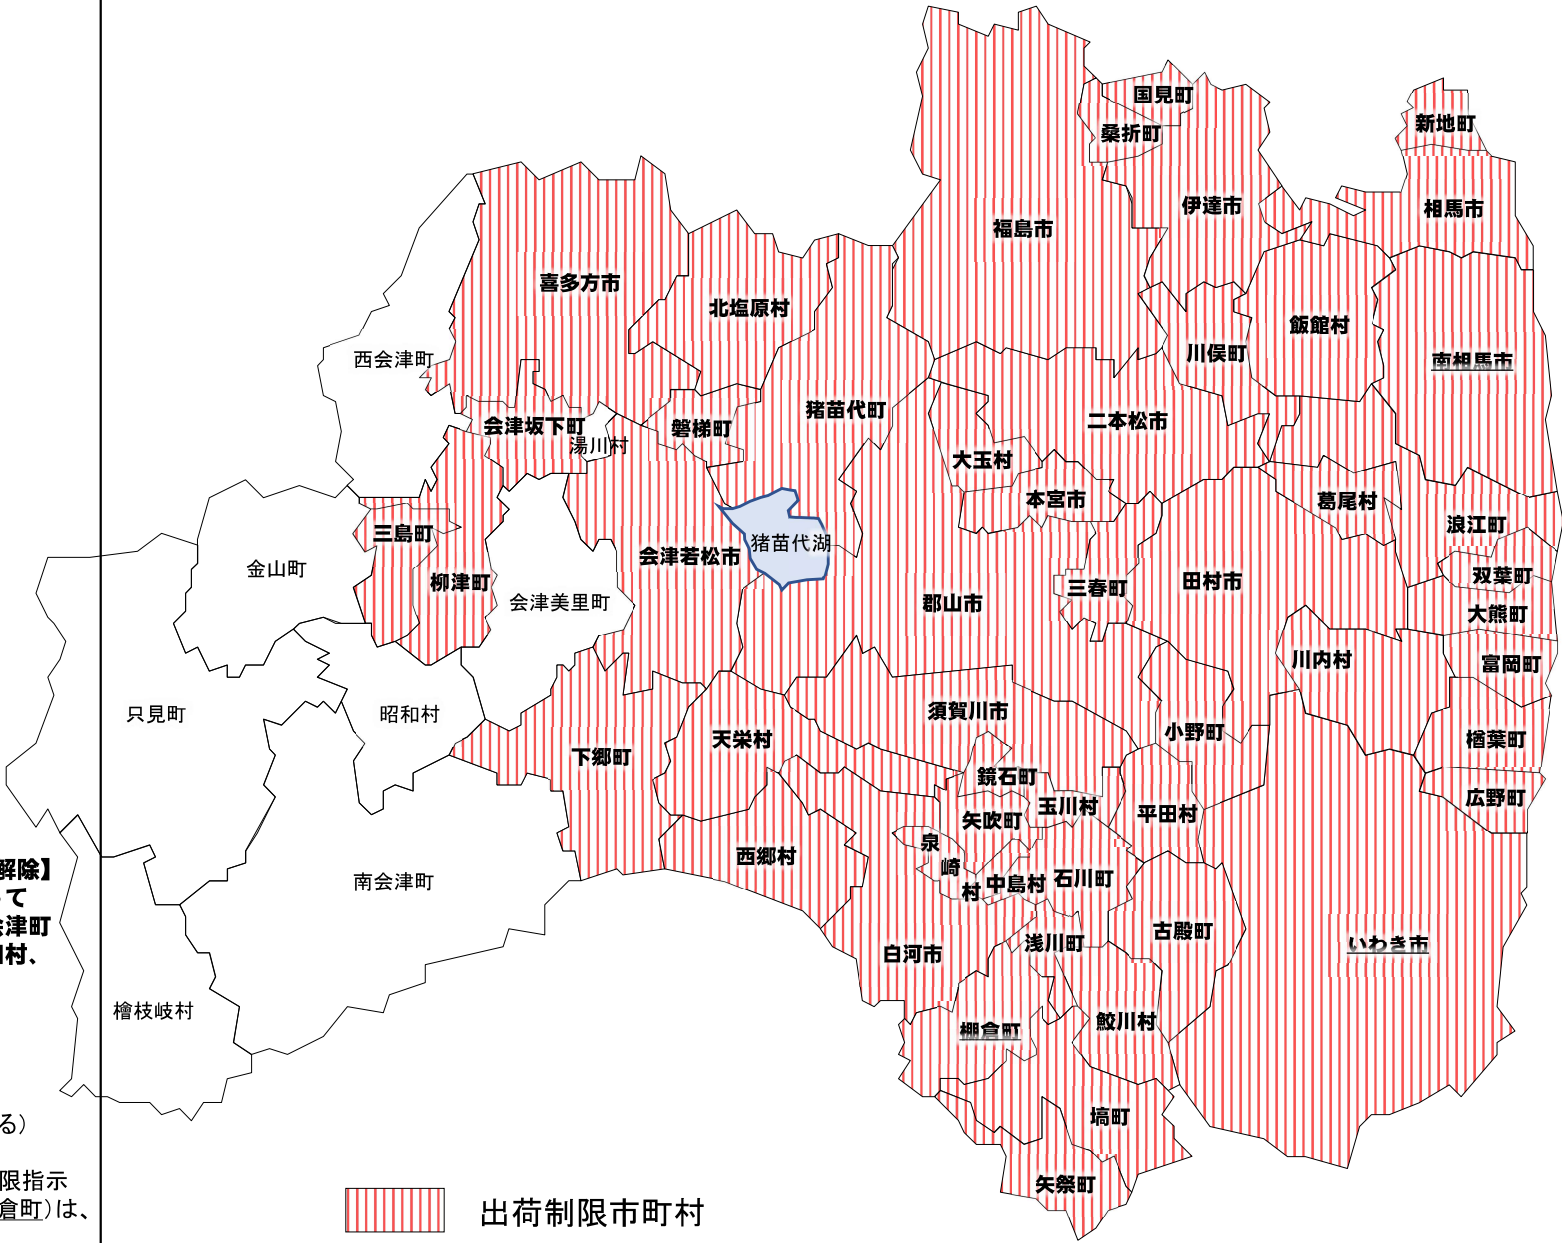 国見町
桑折町
新地町
伊達市
相馬市
福島市
喜多方市
北塩原村
飯館村
川俣町
南相馬市
西会津町
猪苗代町
二本松市
会津坂下町
磐梯町
湯川村
大玉村
本宮市
葛尾村
浪江町
三島町
猪苗代湖
会津若松市
金山町
柳津町
双葉町
三春町
田村市
会津美里町
郡山市
大熊町
川内村
富岡町
只見町
昭和村
須賀川市
小野町
天栄村
楢葉町
下郷町
鏡石町
広野町
玉川村
平田村
矢吹町
泉
崎
村
西郷村
解除】
南会津町
中島村
石川町
って
会津町
古殿町
浅川町
いわき市
白河市
村、
檜枝岐村
棚倉町
鮫川村
る）
塙町
限指示
矢祭町
倉町）は、
出荷制限市町村